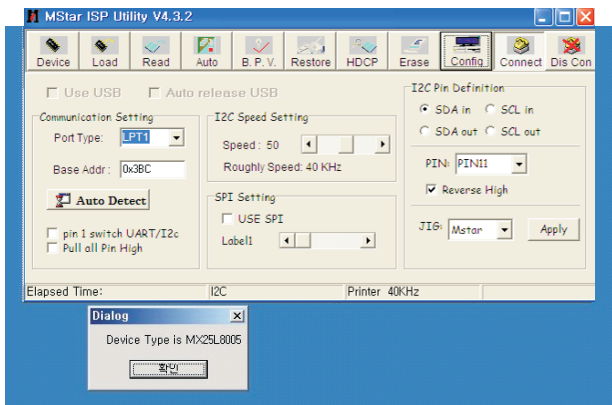 MStar ISP Utility V4.3.2
Device Load Read Auto B. P. V. Restore HDCP Erase Config Connect Dis Con
Use USB Auto release USB
Communication Setting
Port Type: LPT1
Base Addr: 0x3BC
Auto Detect
pin 1 switch UART/I2c
Pull all Pin High
I2C Speed Setting
Speed : 50
Roughly Speed: 40 KHz
SPI Setting
USE SPI
Label1
I2C Pin Definition
SDA in SCL in
SDA out SCL out
PIN: PIN11
Reverse High
JIG: Mstar Apply
Elapsed Time: I2C Printer 40KHz
Dialog
Device Type is MX25L8005
확인